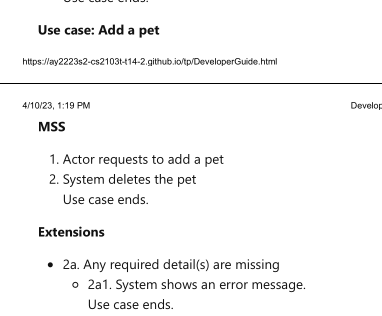 Use case ends.
Use case: Add a pet
https://ay2223s2-cs2103t-t14-2.github.io/tp/DeveloperGuide.html
4/10/23, 1:19 PM
Develop
MSS
1. Actor requests to add a pet
2. System deletes the pet
Use case ends.
Extensions
• 2a. Any required detail(s) are missing
○ 2a1. System shows an error message.
Use case ends.